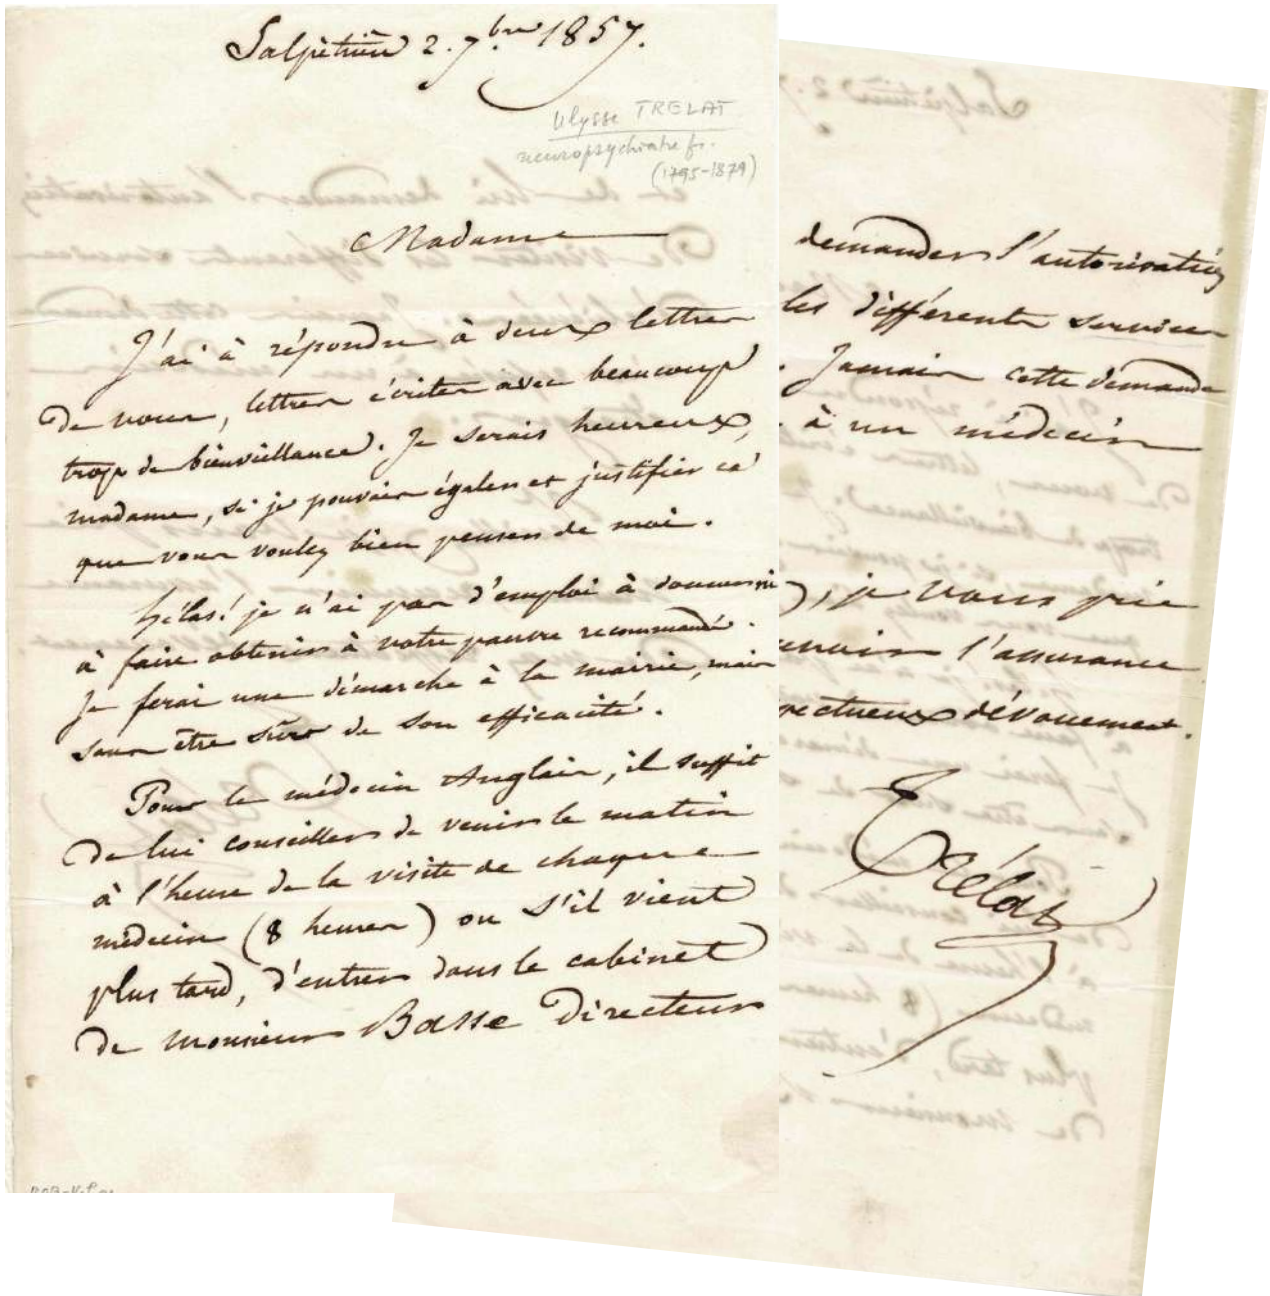 Salpêtrière 2. 7.bre 1857.
Ulysse TRELAT
neuropsychiatre fr.
(1795-1879)
Madame
J'ai à répondre à deux lettres
de vous, lettres écrites avec beaucoup
trop de bienveillance. Je serais heureux,
madame, si je pouvais égaler et justifier ce
que vous voulez bien penser de moi.
hélas! je n'ai pas d'emploi à donner ni
à faire obtenir à votre pauvre recommandé.
Je ferai une démarche à la mairie, mais
sans être sûr de son efficacité.
Pour le médecin Anglais, il suffit
de lui conseiller de venir le matin
à l'heure de la visite de chaque
médecin (8 heures) ou s'il vient
plus tard, d'entrer dans le cabinet
de monsieur Basse Directeur
demander l'autorisation
les différents services
. Jamais cette demande
à un médecin
, je vous prie
l'assurance
dévouement.
Trélat